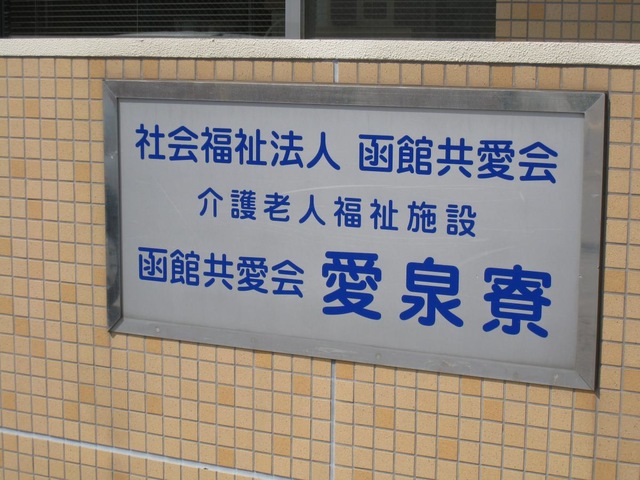 社会福祉法人 函館共愛会
介護老人福祉施設
函館共愛会 愛泉寮